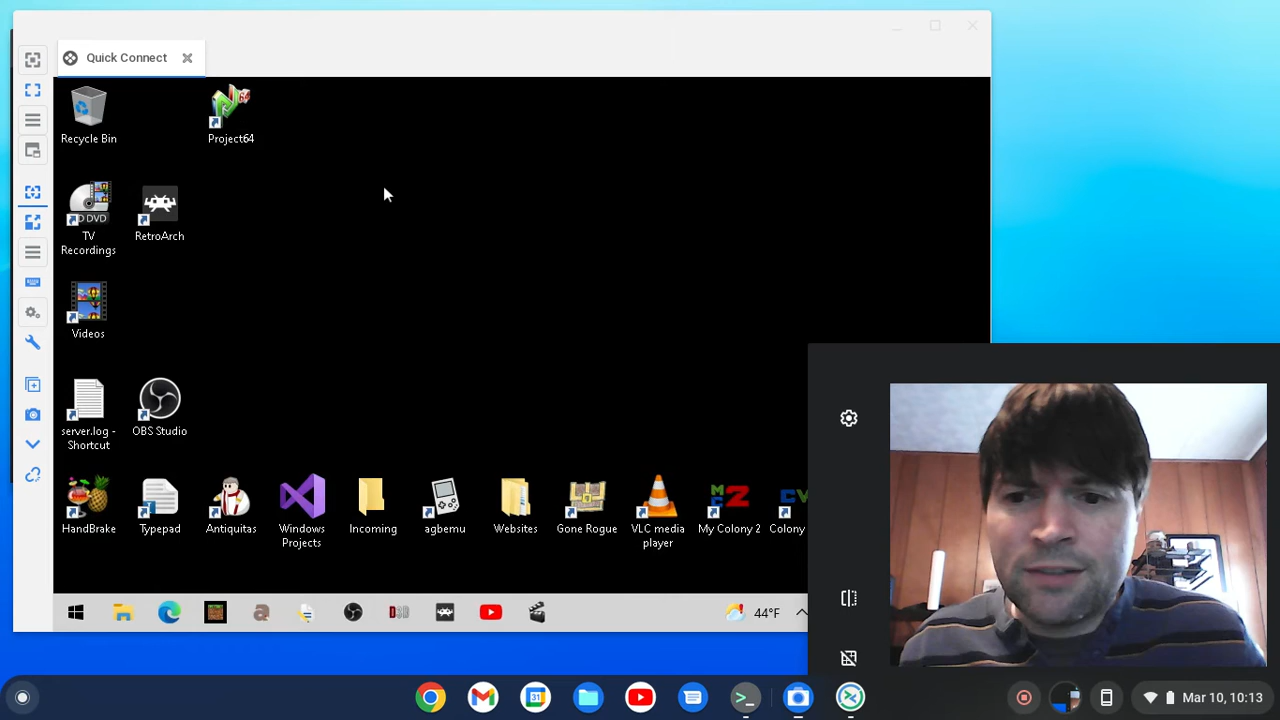 Quick Connect
Recycle Bin
Project64
TV
Recordings
RetroArch
Videos
server.log -
Shortcut
OBS Studio
HandBrake
Typepad
Antiquitas
Windows
Projects
Incoming
agbemu
Websites
Gone Rogue
VLC media
player
My Colony 2
Colony
44°F
Mar 10, 10:13